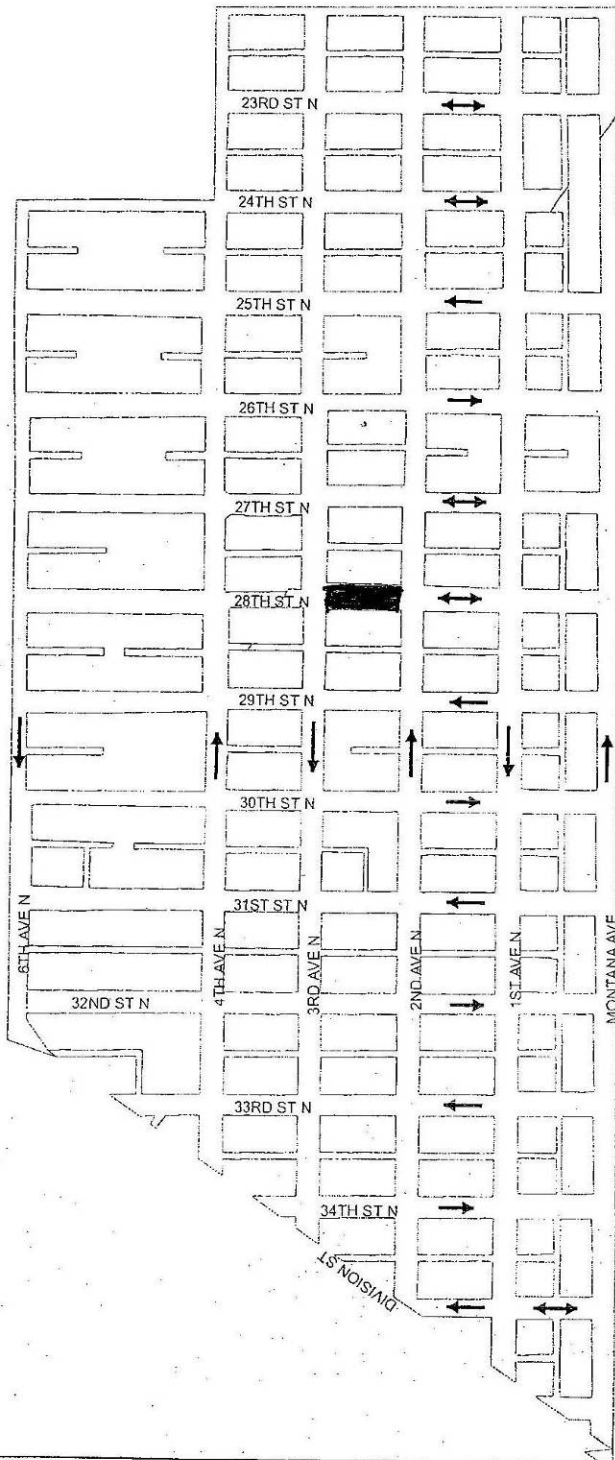 23RD ST N
24TH ST N
25TH ST N
26TH ST N
27TH ST N
28TH ST N
29TH ST N
30TH ST N
31ST ST N
6TH AVE N
4TH AVE N
3RD AVE N
2ND AVE N
1ST AVE N
MONTANA AVE
32ND ST N
33RD ST N
34TH ST N
DIVISION ST